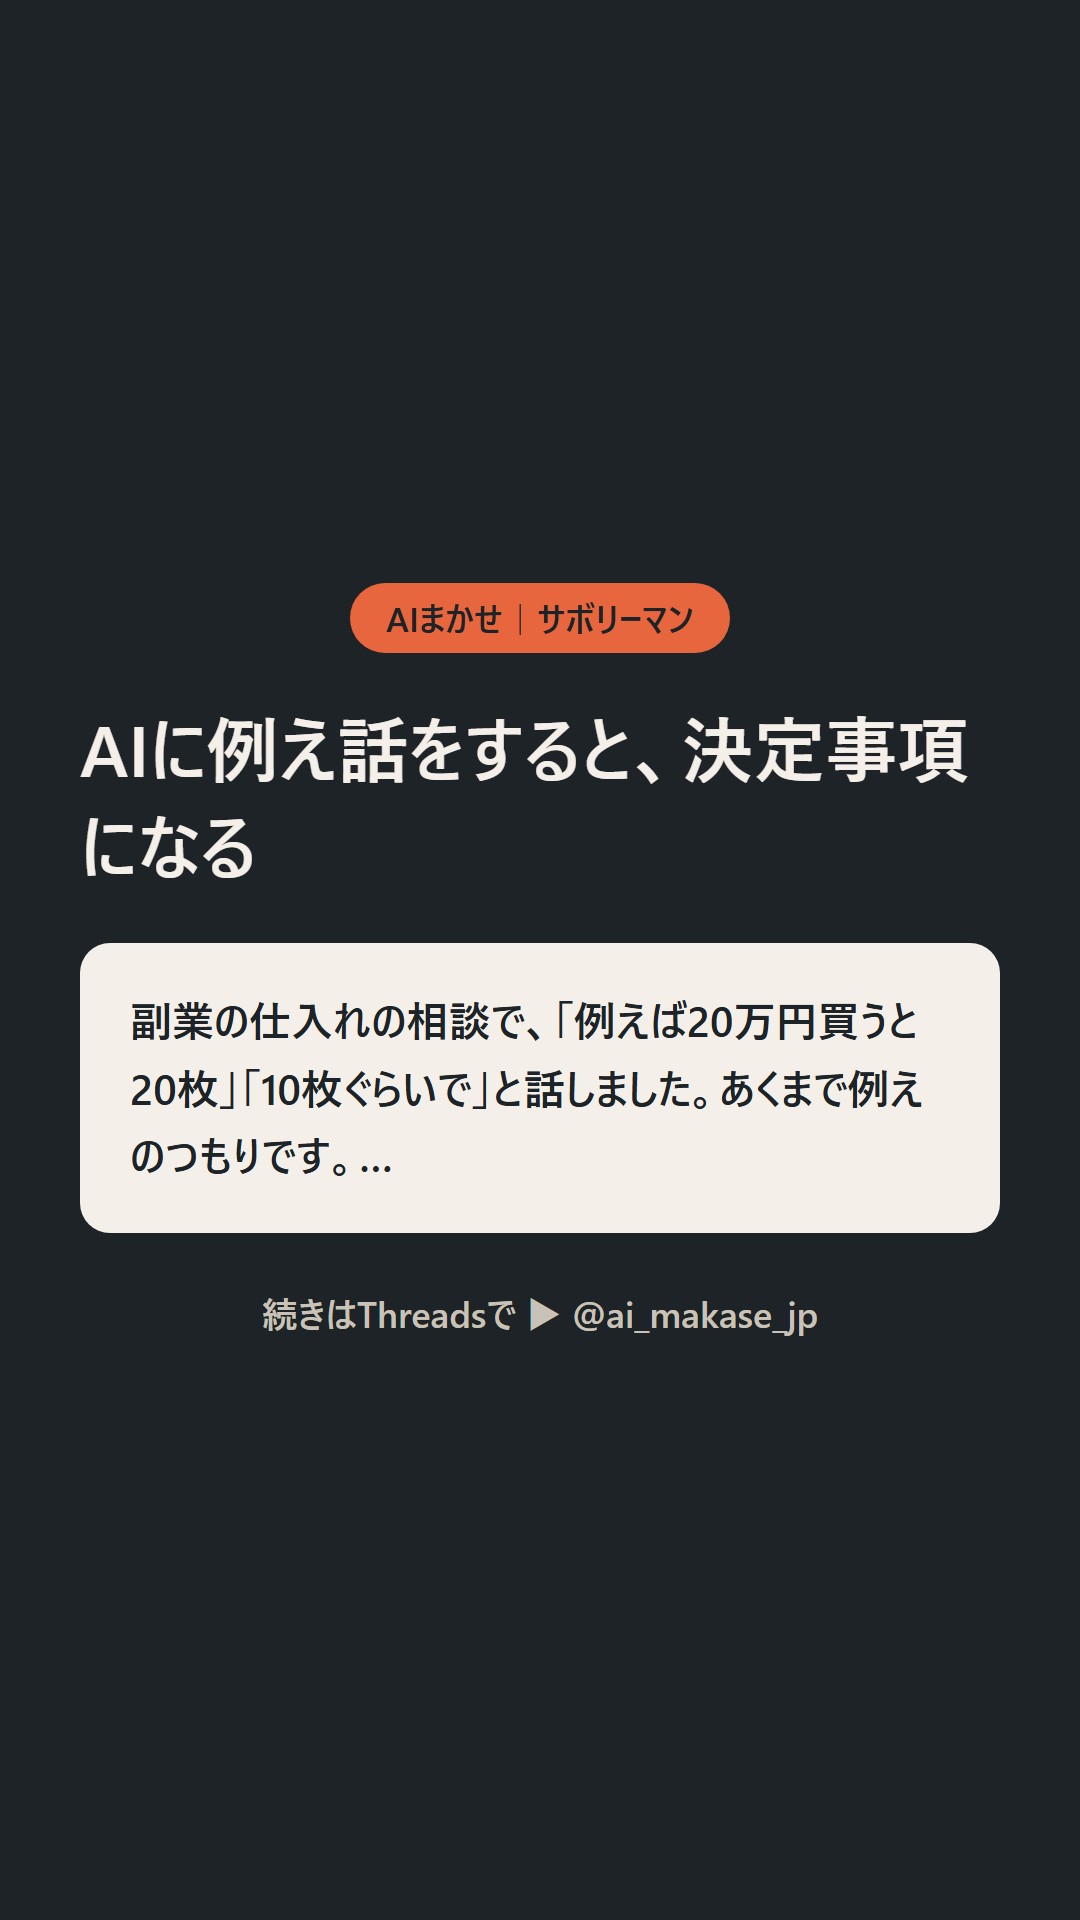 AIまかせ｜サボリーマン
AIに例え話をすると、決定事項
になる
副業の仕入れの相談で、「例えば20万円買うと
20枚」「10枚ぐらいで」と話しました。あくまで例え
のつもりです。…
続きはThreadsで ▶ @ai_makase_jp